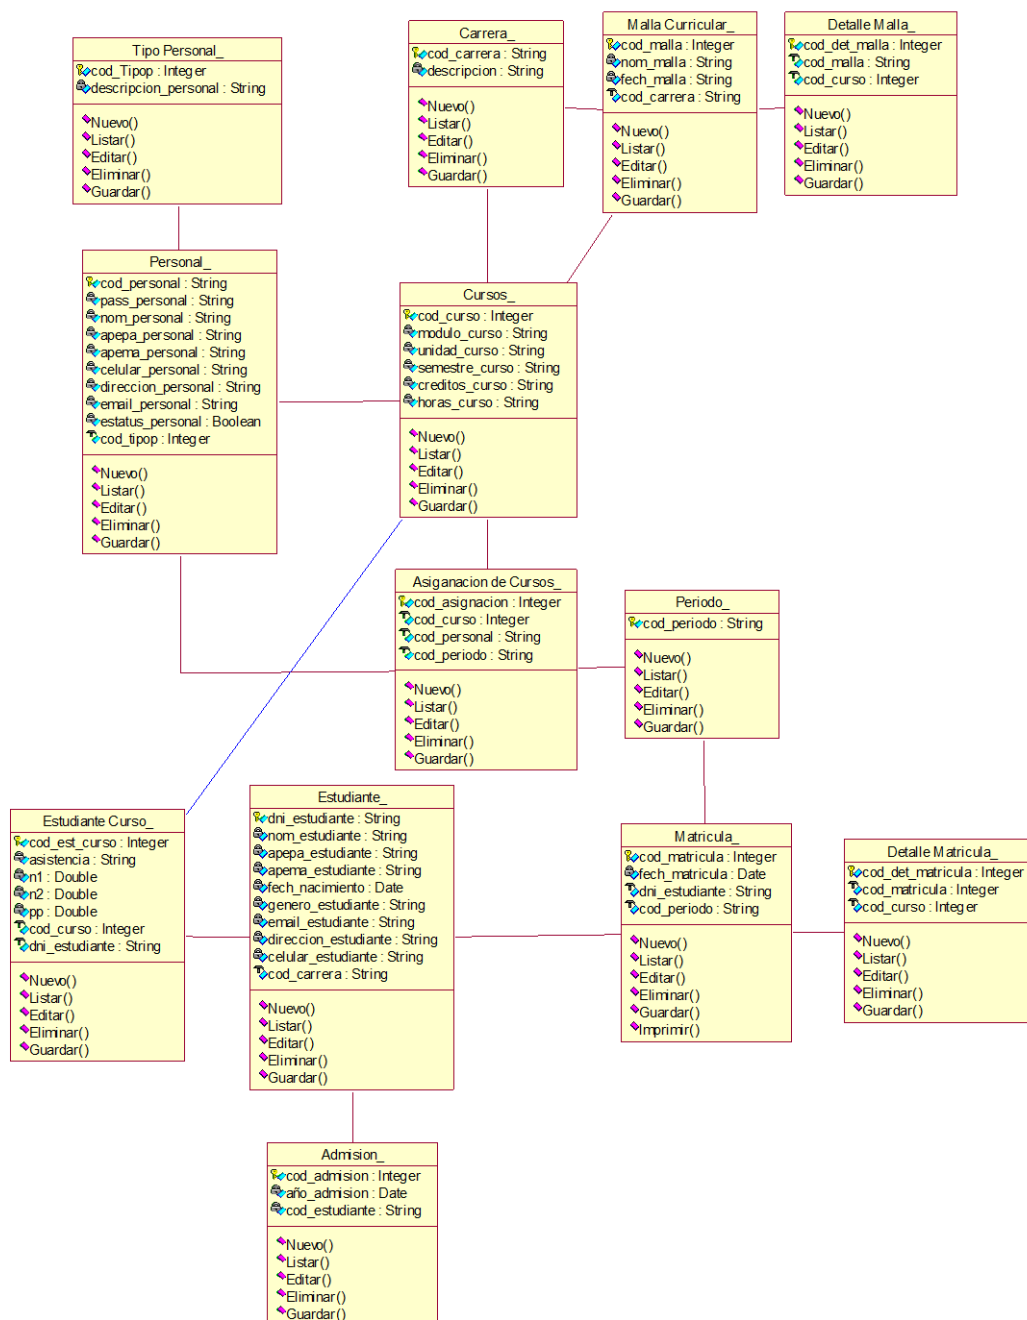 Tipo Personal_
cod_Tipop : Integer
descripcion_personal : String
Nuevo()
Listar()
Editar()
Eliminar()
Guardar()
Carrera_
cod_carrera : String
descripcion : String
Nuevo()
Listar()
Editar()
Eliminar()
Guardar()
Malla Curricular_
cod_malla : Integer
nom_malla : String
fech_malla : String
cod_carrera : String
Nuevo()
Listar()
Editar()
Eliminar()
Guardar()
Detalle Malla_
cod_det_malla : Integer
cod_malla : String
cod_curso : Integer
Nuevo()
Listar()
Editar()
Eliminar()
Guardar()
Personal_
cod_personal : String
pass_personal : String
nom_personal : String
apepa_personal : String
apema_personal : String
celular_personal : String
direccion_personal : String
email_personal : String
estatus_personal : Boolean
cod_tipop : Integer
Nuevo()
Listar()
Editar()
Eliminar()
Guardar()
Cursos_
cod_curso : Integer
modulo_curso : String
unidad_curso : String
semestre_curso : String
creditos_curso : String
horas_curso : String
Nuevo()
Listar()
Editar()
Eliminar()
Guardar()
Asiganacion de Cursos_
cod_asignacion : Integer
cod_curso : Integer
cod_personal : String
cod_periodo : String
Nuevo()
Listar()
Editar()
Eliminar()
Guardar()
Periodo_
cod_periodo : String
Nuevo()
Listar()
Editar()
Eliminar()
Guardar()
Estudiante Curso_
cod_est_curso : Integer
asistencia : String
n1 : Double
n2 : Double
pp : Double
cod_curso : Integer
dni_estudiante : String
Nuevo()
Listar()
Editar()
Eliminar()
Guardar()
Estudiante_
dni_estudiante : String
nom_estudiante : String
apepa_estudiante : String
apema_estudiante : String
fech_nacimiento : Date
genero_estudiante : String
email_estudiante : String
direccion_estudiante : String
celular_estudiante : String
cod_carrera : String
Nuevo()
Listar()
Editar()
Eliminar()
Guardar()
Matricula_
cod_matricula : Integer
fech_matricula : Date
dni_estudiante : String
cod_periodo : String
Nuevo()
Listar()
Editar()
Eliminar()
Guardar()
Imprimir()
Detalle Matricula_
cod_det_matricula : Integer
cod_matricula : Integer
cod_curso : Integer
Nuevo()
Listar()
Editar()
Eliminar()
Guardar()
Admision_
cod_admision : Integer
año_admision : Date
cod_estudiante : String
Nuevo()
Listar()
Editar()
Eliminar()
Guardar()